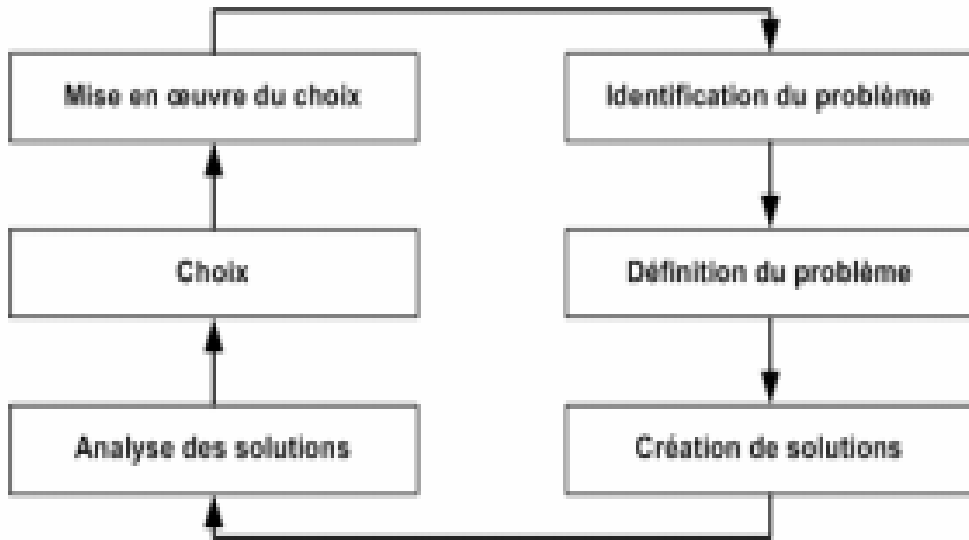 Mise en œuvre du choix
Identification du problème
Choix
Définition du problème
Analyse des solutions
Création de solutions